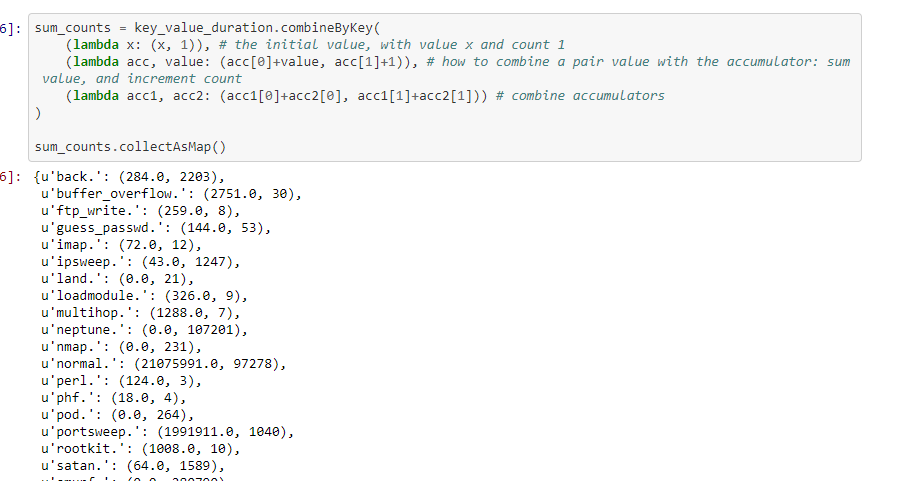 6]: sum_counts = key_value_duration.combineByKey(
(lambda x: (x, 1)), # the initial value, with value x and count 1
(lambda acc, value: (acc[0]+value, acc[1]+1)), # how to combine a pair value with the accumulator: sum
value, and increment count
(lambda acc1, acc2: (acc1[0]+acc2[0], acc1[1]+acc2[1])) # combine accumulators
)
sum_counts.collectAsMap()
6]: {u'back.': (284.0, 2203),
u'buffer_overflow.': (2751.0, 30),
u'ftp_write.': (259.0, 8),
u'guess_passwd.': (144.0, 53),
u'imap.': (72.0, 12),
u'ipsweep.': (43.0, 1247),
u'land.': (0.0, 21),
u'loadmodule.': (326.0, 9),
u'multihop.': (1288.0, 7),
u'neptune.': (0.0, 107201),
u'nmap.': (0.0, 231),
u'normal.': (21075991.0, 97278),
u'perl.': (124.0, 3),
u'phf.': (18.0, 4),
u'pod.': (0.0, 264),
u'portsweep.': (1991911.0, 1040),
u'rootkit.': (1008.0, 10),
u'satan.': (64.0, 1589),